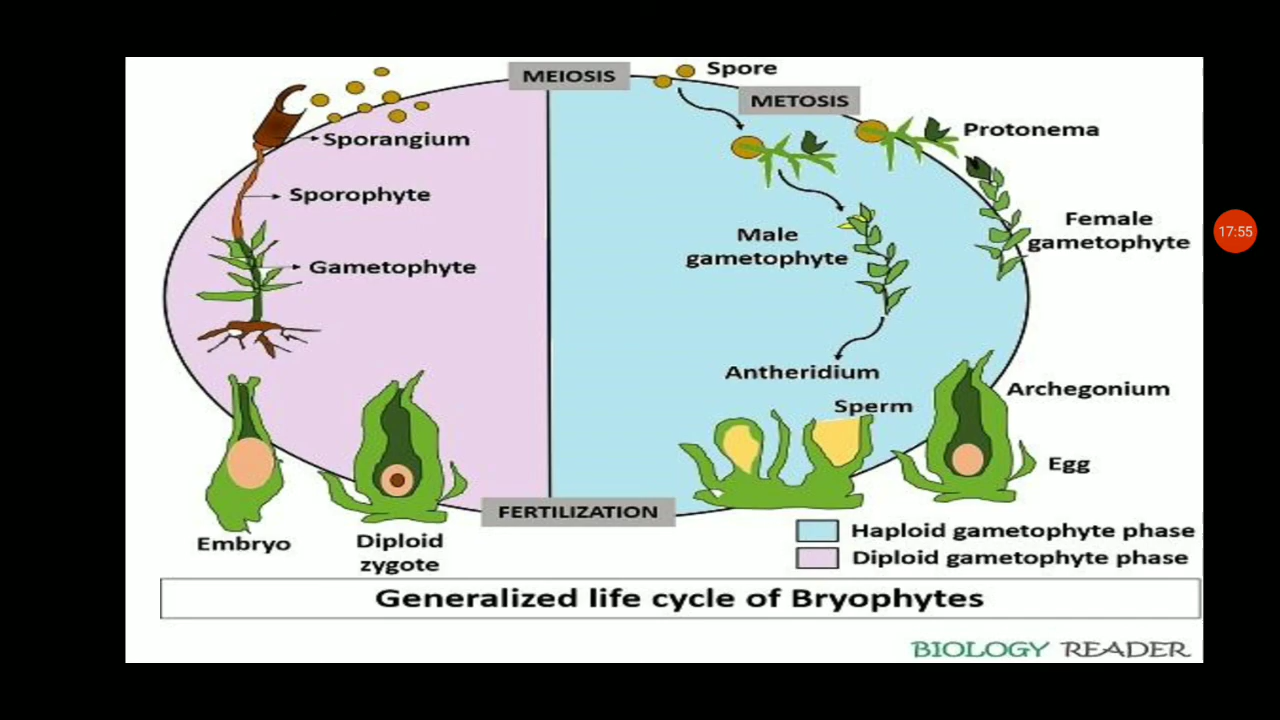 MEIOSIS
Spore
METOSIS
Protonema
Sporangium
Sporophyte
Female
gametophyte
Male
gametophyte
Gametophyte
17:55
Antheridium
Sperm
Archegonium
Egg
FERTILIZATION
Embryo
Diploid
zygote
Haploid gametophyte phase
Diploid gametophyte phase
Generalized life cycle of Bryophytes
BIOLOGY READER